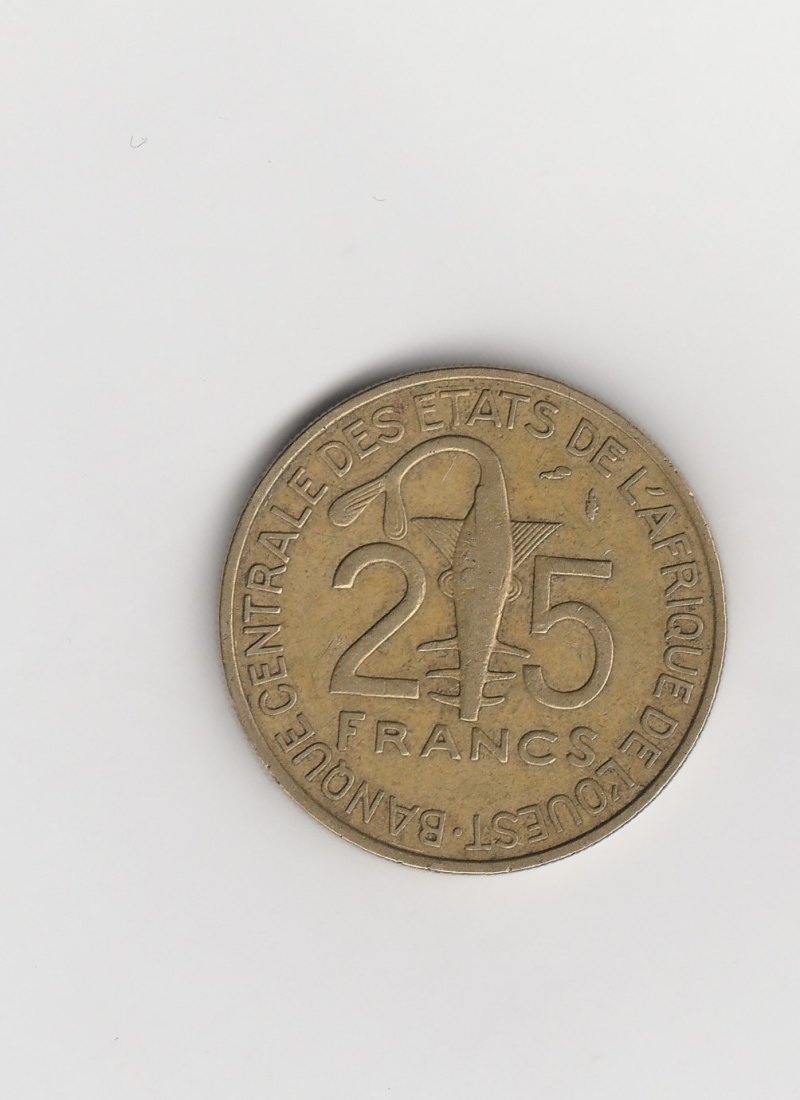 BANQUE CENTRALE DES ETATS DE L'AFRIQUE DE L'OUEST ·
25
FRANCS